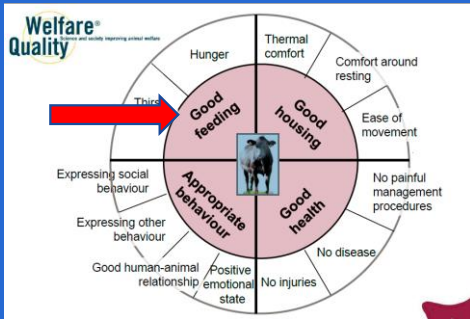 Welfare®
Quality
Science and society improving animal welfare
Hunger
Thermal
comfort
Comfort around
resting
Ease of
movement
Good
feeding
Good
housing
Expressing social
behaviour
Appropriate
behaviour
Good
health
No painful
management
procedures
Expressing other
behaviour
Good human-animal
relationship
Positive
emotional
state
No injuries
No disease